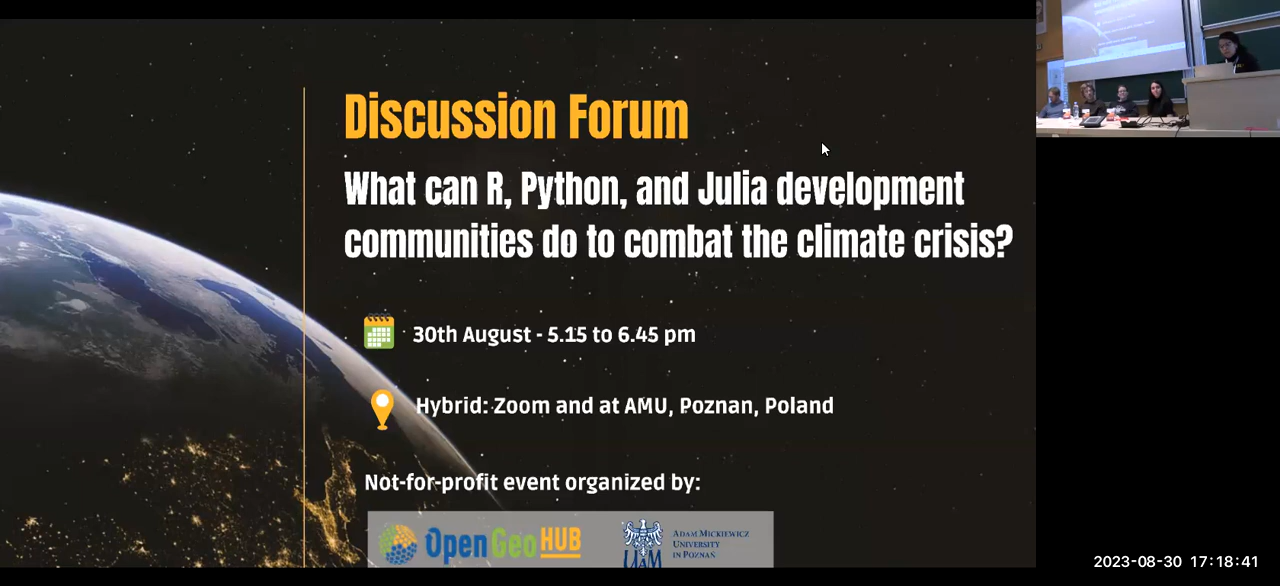 Discussion Forum
What can R, Python, and Julia development
communities do to combat the climate crisis?
30th August - 5.15 to 6.45 pm
Hybrid: Zoom and at AMU, Poznan, Poland
Not-for-profit event organized by:
OpenGeoHUB
UAM
ADAM MICKIEWICZ
UNIVERSITY
IN POZNAŃ
2023-08-30 17:18:41